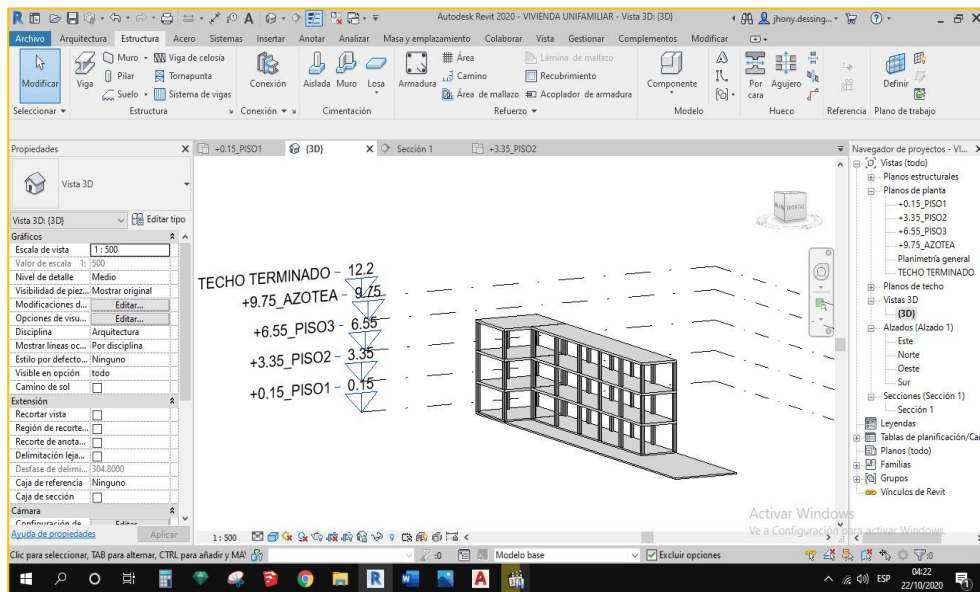 Autodesk Revit 2020 - VIVIENDA UNIFAMILIAR - Vista 3D: {3D}
jhony.dessing...
Archivo Arquitectura Estructura Acero Sistemas Insertar Anotar Analizar Masa y emplazamiento Colaborar Vista Gestionar Complementos Modificar
Modificar
Viga
Muro
Pilar
Suelo
Viga de celosía
Tornapunta
Sistema de vigas
Conexión
Aislada
Muro
Losa
Armadura
Área
Camino
Área de mallazo
Lámina de mallazo
Recubrimiento
Acoplador de armadura
Componente
Por cara
Agujero
Definir
Seleccionar
Estructura
Conexión
Cimentación
Refuerzo
Modelo
Hueco
Referencia
Plano de trabajo
Propiedades
+0.15_PISO1
{3D}
Sección 1
+3.35_PISO2
Navegador de proyectos - VI...
Vista 3D
Vista 3D: {3D}
Editar tipo
Gráficos
Escala de vista 1 : 500
Valor de escala 1: 500
Nivel de detalle Medio
Visibilidad de piez... Mostrar original
Modificaciones d... Editar...
Opciones de visu... Editar...
Disciplina Arquitectura
Mostrar líneas oc... Por disciplina
Estilo por defecto... Ninguno
Visible en opción todo
Camino de sol
Extensión
Recortar vista
Región de recorte...
Recorte de anota...
Delimitación leja...
Desfase de delimi... 304.8000
Caja de referencia Ninguno
Caja de sección
Cámara
Configuración de Editar...
Ayuda de propiedades
Aplicar
TECHO TERMINADO 12.2
+9.75_AZOTEA 9.75
+6.55_PISO3 6.55
+3.35_PISO2 3.35
+0.15_PISO1 0.15
FRONTAL
Vistas (todo)
Planos estructurales
Planos de planta
+0.15_PISO1
+3.35_PISO2
+6.55_PISO3
+9.75_AZOTEA
Planimetría general
TECHO TERMINADO
Planos de techo
Vistas 3D
{3D}
Alzados (Alzado 1)
Este
Norte
Oeste
Sur
Secciones (Sección 1)
Sección 1
Leyendas
Tablas de planificación/Ca
Planos (todo)
Familias
Grupos
Vínculos de Revit
Activar Windows
Ve a Configuración para activar Windows.
1 : 500
Clic para seleccionar, TAB para alternar, CTRL para añadir y MA
:0
Modelo base
Excluir opciones
:0
ESP
04:22
22/10/2020